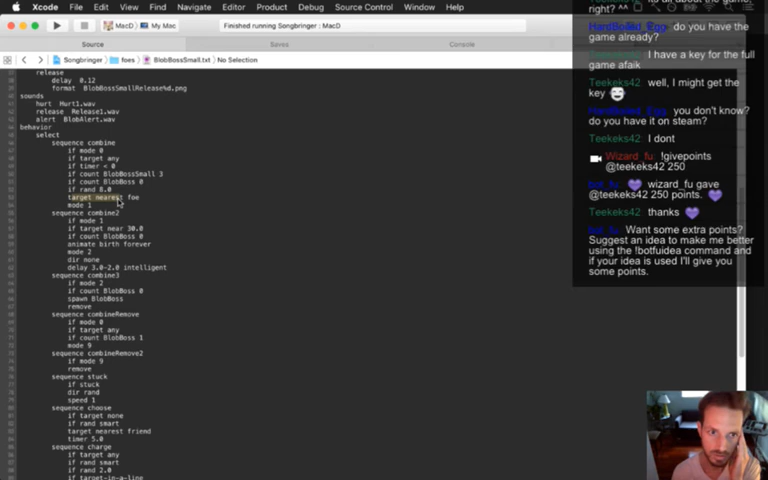 Xcode File Edit View Find Navigate Editor Product Debug Source Control Window Help
MacD My Mac
Finished running Songbringer : MacD
Source
Saves
Console
Songbringer foes BlobBossSmall.txt No Selection
release
delay 0.12
format BlobBossSmallRelease%d.png
sounds
hurt Hurt1.wav
release Release1.wav
alert BlobAlert.wav
behavior
select
sequence combine
if mode 0
if target any
if timer < 0
if count BlobBossSmall 3
if count BlobBoss 0
if rand 8.0
target nearest foe
mode 1
sequence combine2
if mode 1
if target near 30.0
if count BlobBoss 0
animate birth forever
mode 2
dir none
delay 3.0-2.0 intelligent
sequence combine3
if mode 2
if count BlobBoss 0
spawn BlobBoss
remove
sequence combineRemove
if mode 0
if target any
if count BlobBoss 1
mode 9
sequence combineRemove2
if mode 9
remove
sequence stuck
if stuck
dir rand
speed 1
sequence choose
if target none
if rand smart
target nearest friend
timer 5.0
sequence charge
if target any
if rand smart
if rand 2.0
if target-in-a-line
right? ^^
HardBoiled_Egg: do you have the
game already?
I have a key for the full
game afaik
Teekeks42 well, I might get the
key
HardBoiled_Egg: you don't know?
do you have it on steam?
Teekeks42 I dont
Wizard_fu: !givepoints
@teekeks42 250
bot_fu: wizard_fu gave
@teekeks42 250 points.
Teekeks42 thanks
bot_fu: Want some extra points?
Suggest an idea to make me better
using the !botfuidea command and
if your idea is used I'll give you
some points.